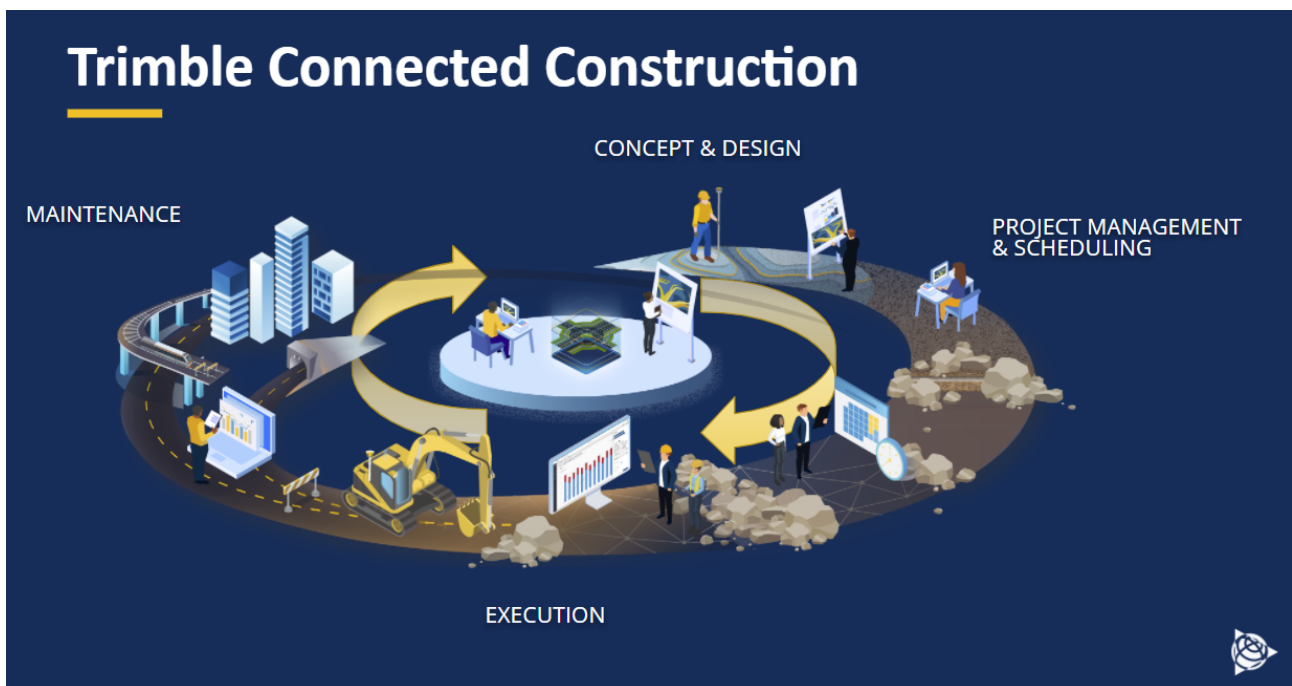 Trimble Connected Construction
CONCEPT & DESIGN
MAINTENANCE
PROJECT MANAGEMENT
& SCHEDULING
EXECUTION